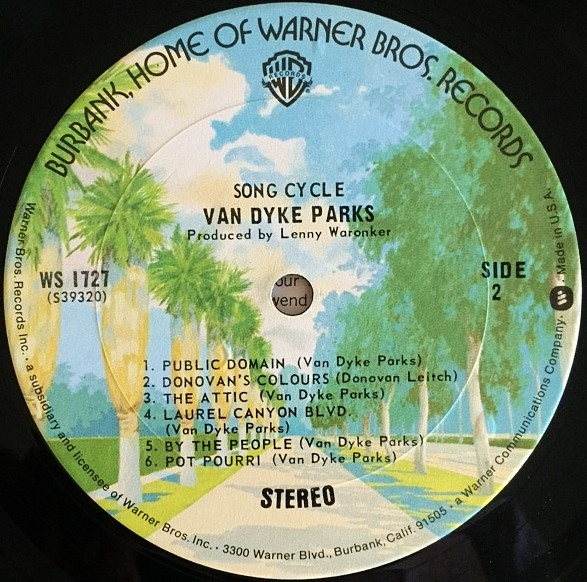 BURBANK, HOME OF WARNER BROS. RECORDS
WB
RECORDS
SONG CYCLE
VAN DYKE PARKS
Produced by Lenny Waronker
WS 1727
(S39320)
SIDE
2
our
wend
1. PUBLIC DOMAIN (Van Dyke Parks)
2. DONOVAN'S COLOURS (Donovan Leitch)
3. THE ATTIC (Van Dyke Parks)
4. LAUREL CANYON BLVD.
(Van Dyke Parks)
5. BY THE PEOPLE (Van Dyke Parks)
6. POT POURRI (Van Dyke Parks)
STEREO
Warner Bros. Records Inc. • a subsidiary and licensee of Warner Bros. Inc. • 3300 Warner Blvd., Burbank, Calif. 91505 • a Warner Communications Company. Made in U.S.A.